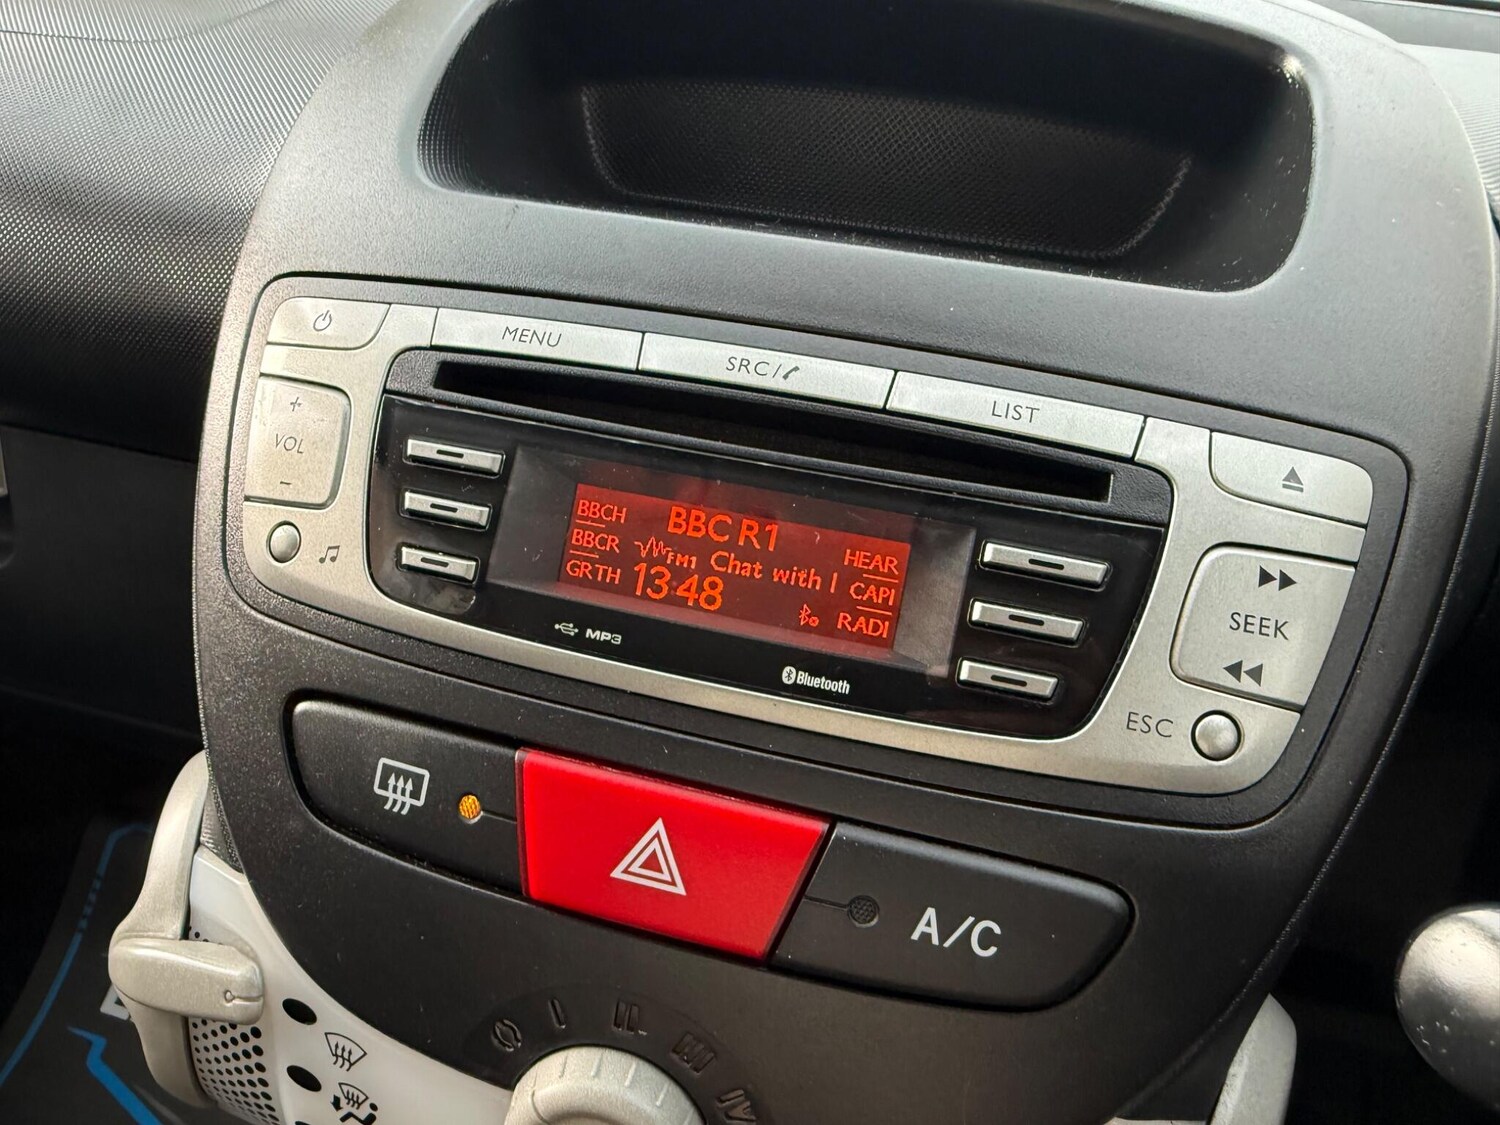 MENU
SRC/
LIST
+
VOL
-
BBCH
BBC R1
HEAR
BBCR
FM1
Chat with I
CAPI
GRTH
13:48
RADI
MP3
Bluetooth
SEEK
ESC
A/C